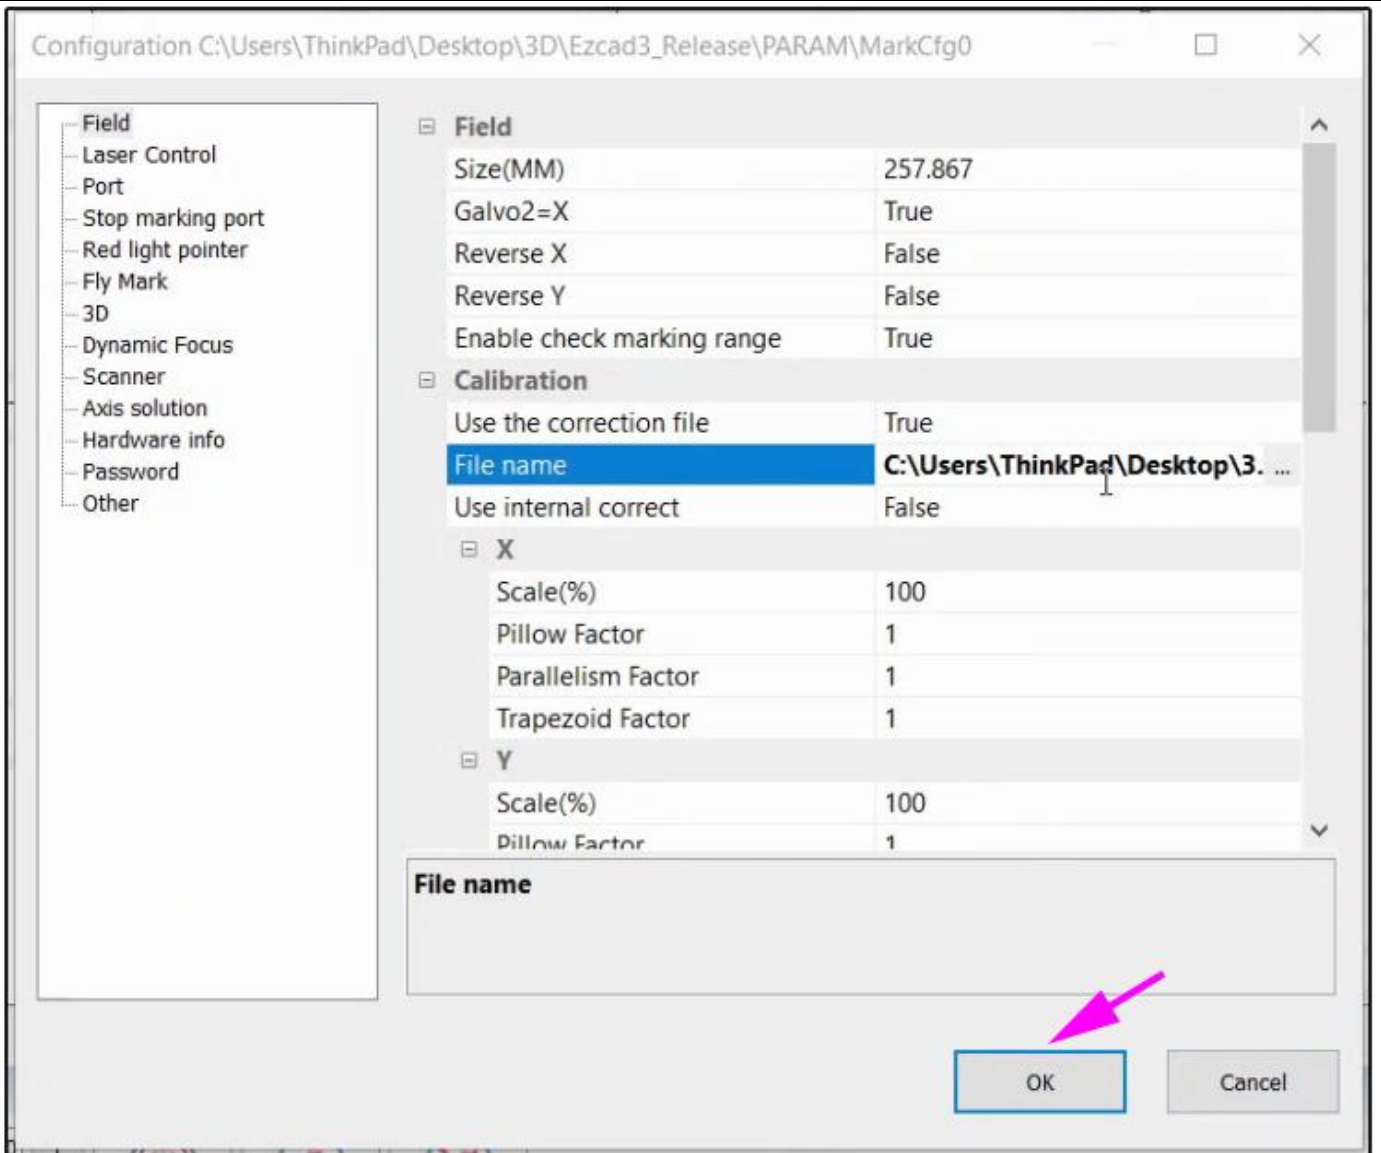 Configuration C:\Users\ThinkPad\Desktop\3D\Ezcad3_Release\PARAM\MarkCfg0
Field
Laser Control
Port
Stop marking port
Red light pointer
Fly Mark
3D
Dynamic Focus
Scanner
Axis solution
Hardware info
Password
Other
Field
Size(MM) 257.867
Galvo2=X True
Reverse X False
Reverse Y False
Enable check marking range True
Calibration
Use the correction file True
File name C:\Users\ThinkPad\Desktop\3. ...
Use internal correct False
X
Scale(%) 100
Pillow Factor 1
Parallelism Factor 1
Trapezoid Factor 1
Y
Scale(%) 100
Pillow Factor 1
File name
OK Cancel